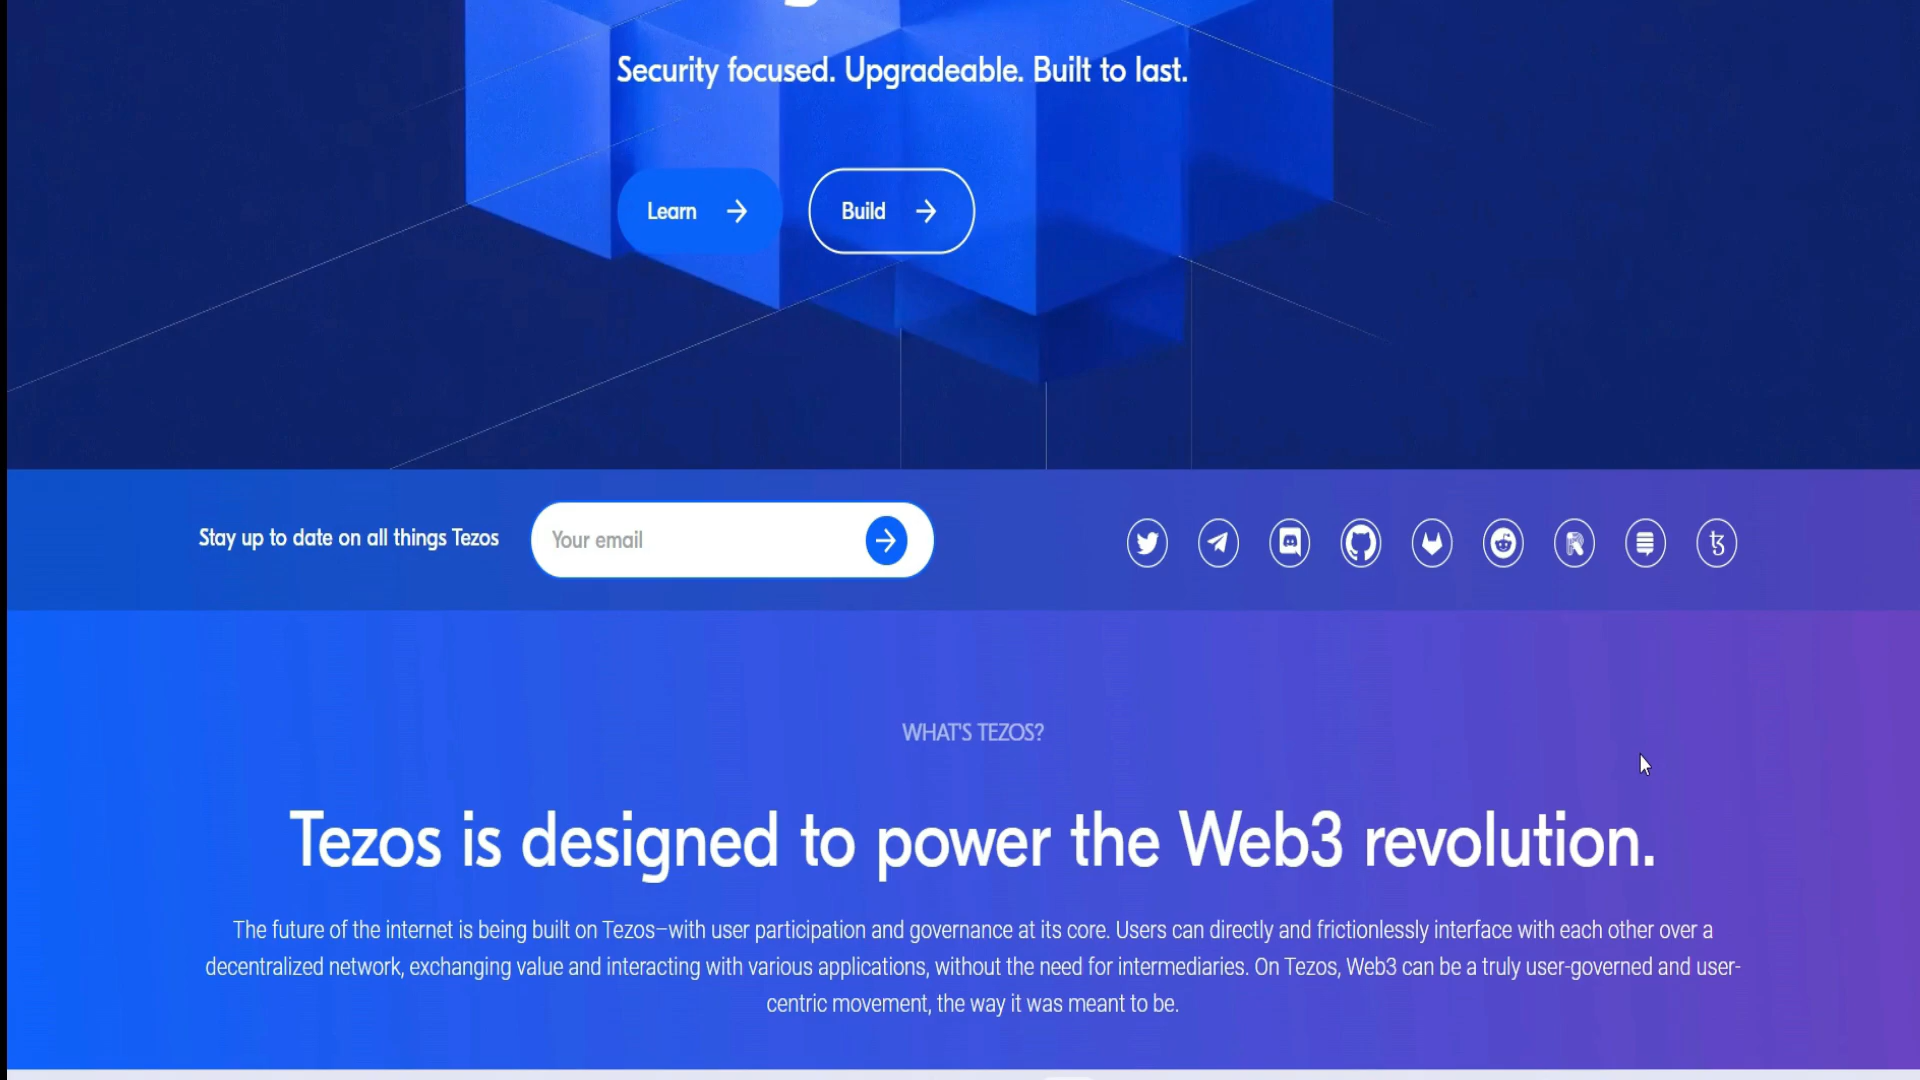 Security focused. Upgradeable. Built to last.
Learn
Build
Stay up to date on all things Tezos
Your email
WHAT'S TEZOS?
Tezos is designed to power the Web3 revolution.
The future of the internet is being built on Tezos–with user participation and governance at its core. Users can directly and frictionlessly interface with each other over a
decentralized network, exchanging value and interacting with various applications, without the need for intermediaries. On Tezos, Web3 can be a truly user-governed and user-
centric movement, the way it was meant to be.